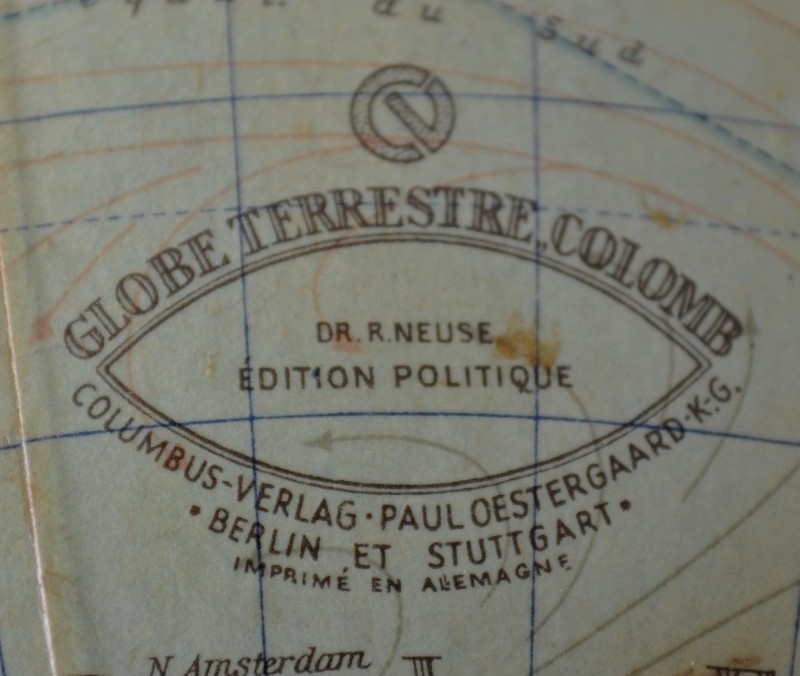 du
Sud
GLOBE TERRESTRE COLOMB
DR. R. NEUSE
ÉDITION POLITIQUE
COLUMBUS-VERLAG · PAUL OESTERGAARD · K·G.
• BERLIN ET STUTTGART •
IMPRIMÉ EN ALEMAGNE
N Amsterdam III